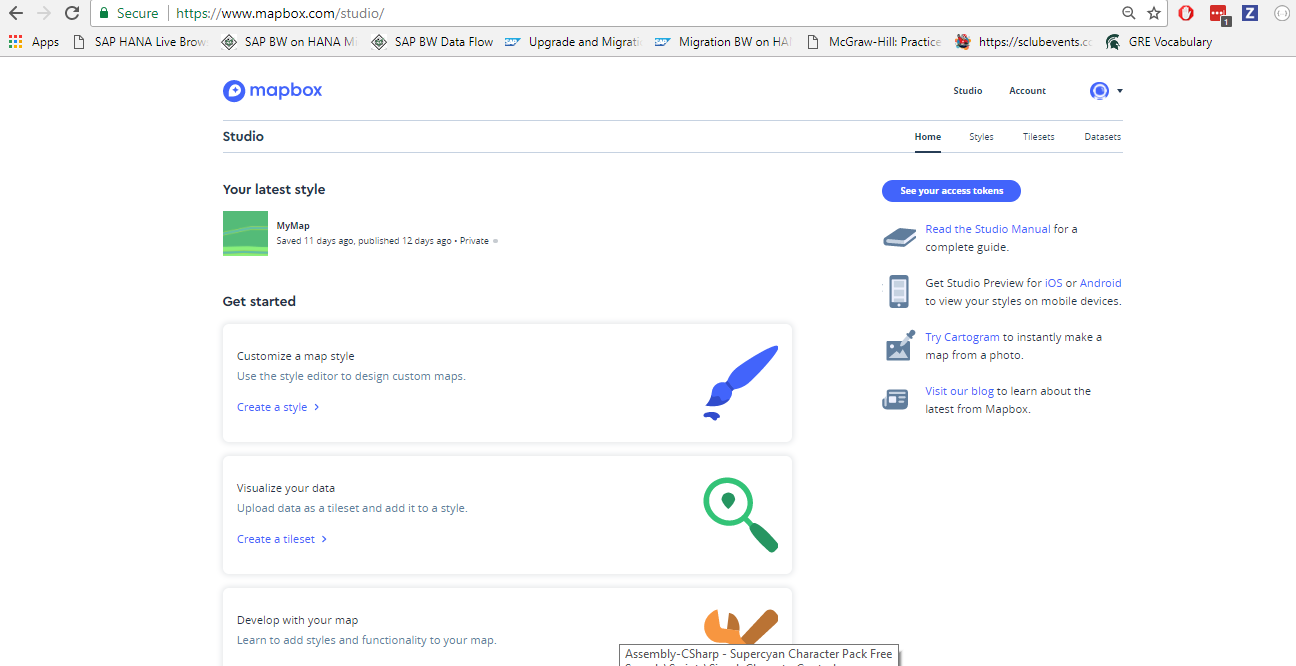 Secure https://www.mapbox.com/studio/
1
Z
Apps SAP HANA Live Brow SAP BW on HANA Mi SAP BW Data Flow Upgrade and Migrati Migration BW on HA McGraw-Hill: Practice https://sclubevents.cc GRE Vocabulary
mapbox Studio Account
Studio Home Styles Tilesets Datasets
Your latest style
MyMap
Saved 11 days ago, published 12 days ago • Private
Get started
Customize a map style
Use the style editor to design custom maps.
Create a style
Visualize your data
Upload data as a tileset and add it to a style.
Create a tileset
Develop with your map
Learn to add styles and functionality to your map.
See your access tokens
Read the Studio Manual for a
complete guide.
Get Studio Preview for iOS or Android
to view your styles on mobile devices.
Try Cartogram to instantly make a
map from a photo.
Visit our blog to learn about the
latest from Mapbox.
Assembly-CSharp - Supercyan Character Pack Free